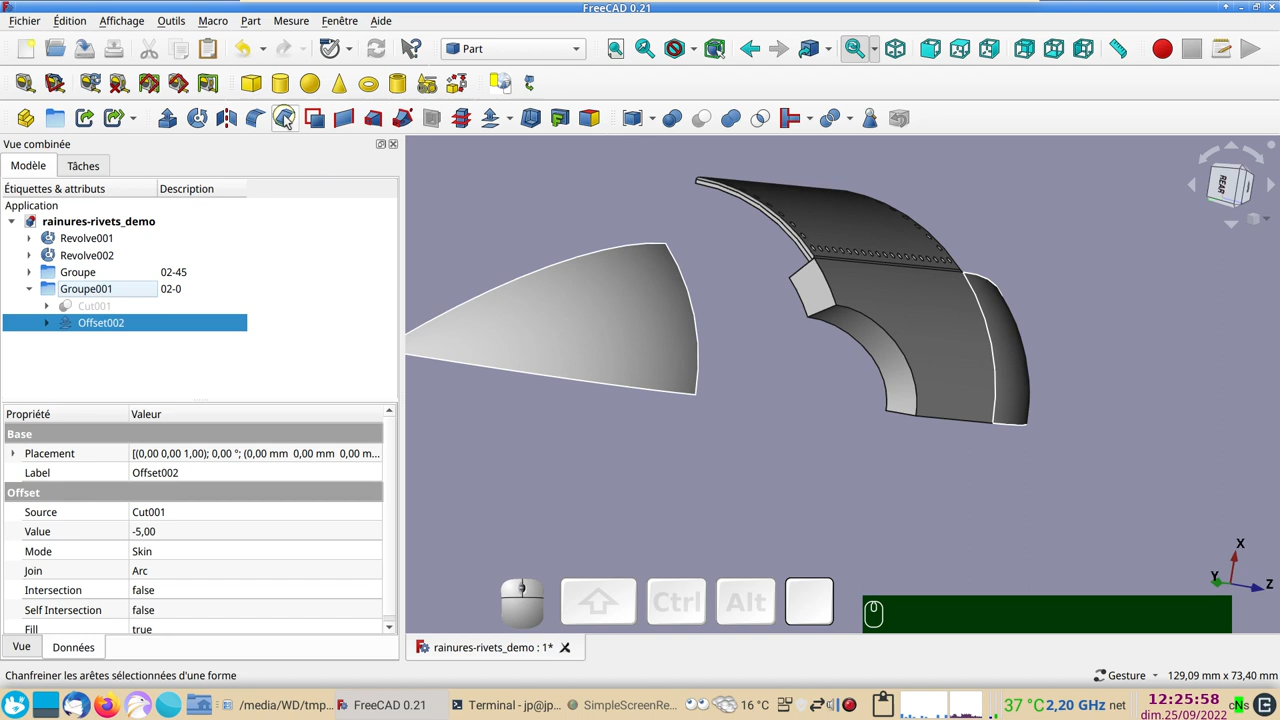 FreeCAD 0.21
Fichier Édition Affichage Outils Macro Part Mesure Fenêtre Aide
Part
Vue combinée
Modèle Tâches
Étiquettes & attributs Description
Application
rainures-rivets_demo
Revolve001
Revolve002
Groupe 02-45
Groupe001 02-0
Cut001
Offset002
REAR
Propriété Valeur
Base
Placement [(0,00 0,00 1,00); 0,00 °; (0,00 mm 0,00 mm 0,00 m...
Label Offset002
Offset
Source Cut001
Value -5,00
Mode Skin
Join Arc
Intersection false
Self Intersection false
Fill true
X
Y
Z
Ctrl Alt
Vue Données
rainures-rivets_demo : 1*
Chanfreiner les arêtes sélectionnées d'une forme
Gesture 129,09 mm x 73,40 mm
/media/WD/tmp... FreeCAD 0.21 Terminal - jp@jp... SimpleScreenRe... 16 °C 37 °C 2,20 GHz net 12:25:58 cNs
dim.25/09/2022